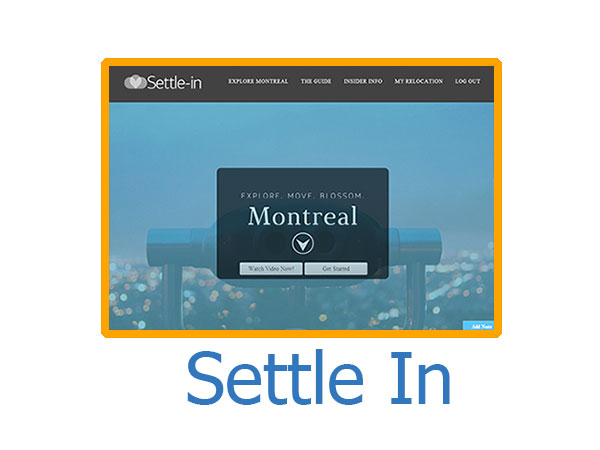 Settle-in EXPLORE MONTREAL THE GUIDE INSIDER INFO MY RELOCATION LOG OUT
EXPLORE. MOVE. BLOSSOM.
Montreal
Watch Video Now! Get Started
Add Note
Settle In